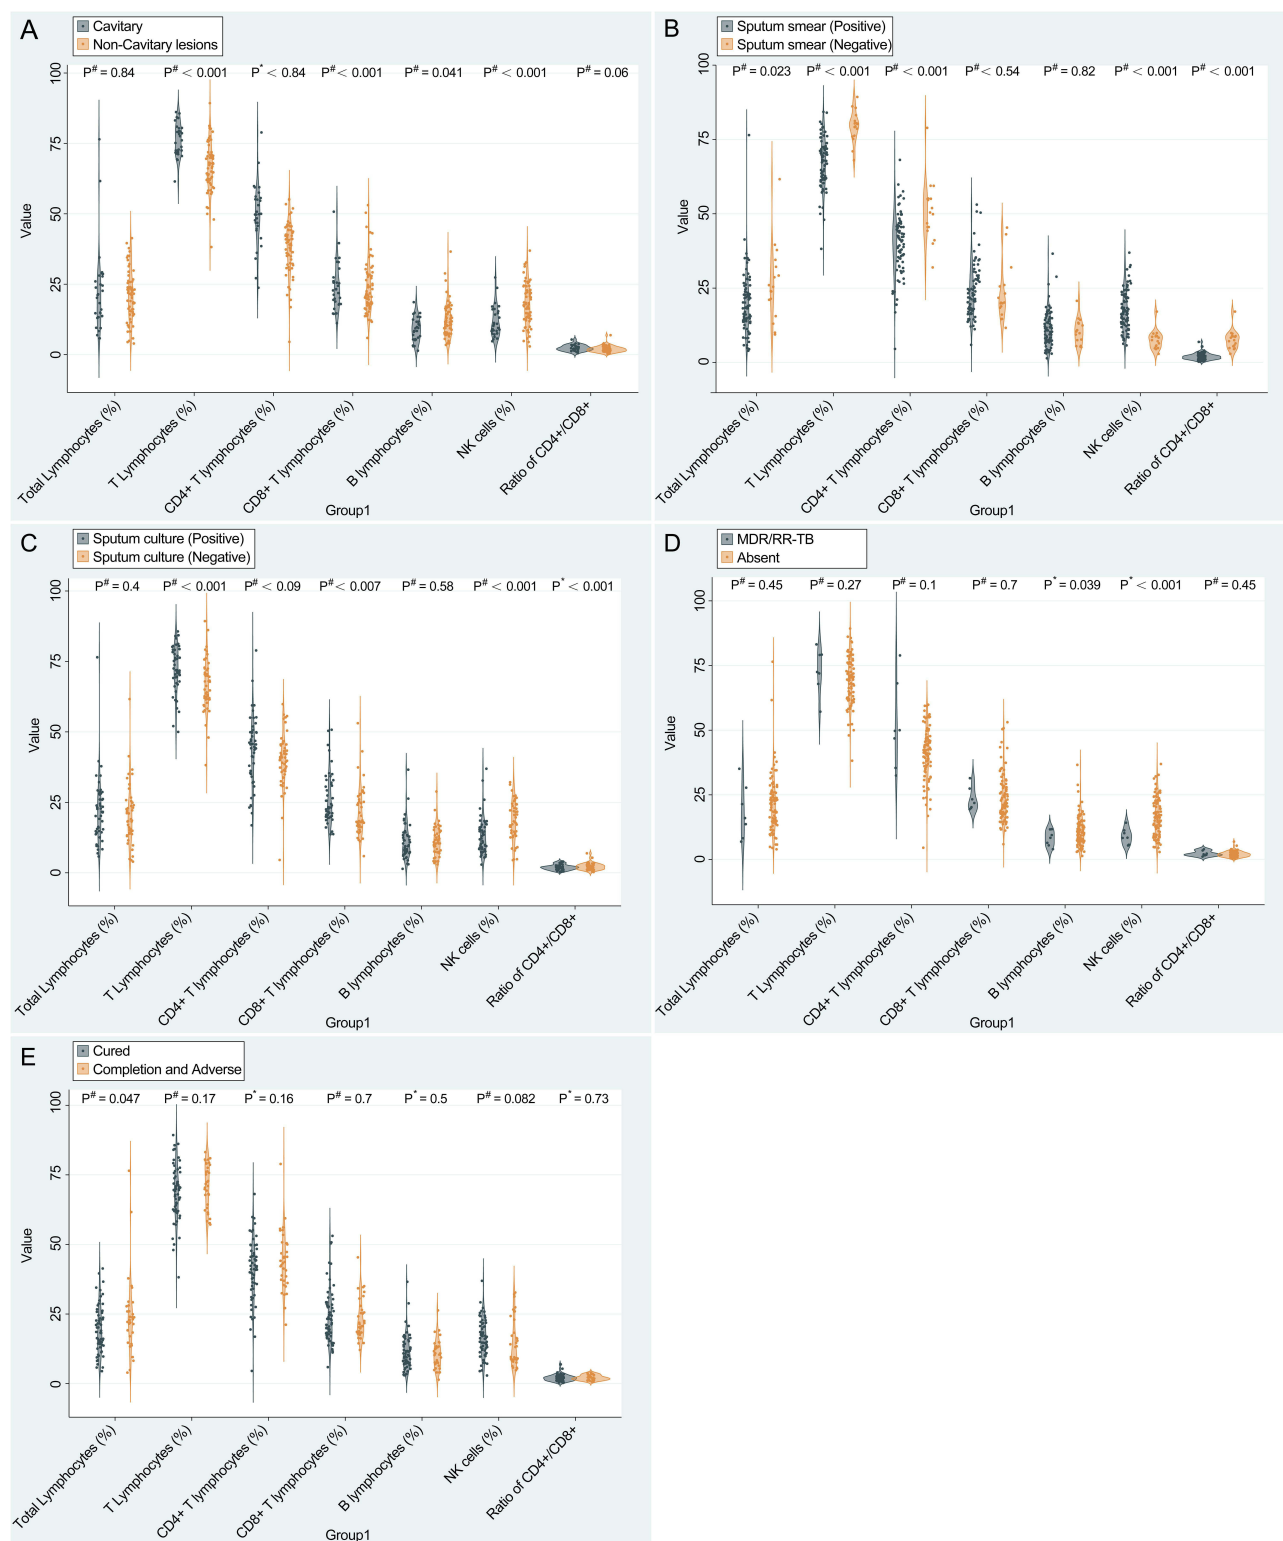 A
Cavitary
Non-Cavitary lesions
P# = 0.84 P# < 0.001 P* < 0.84 P# < 0.001 P# = 0.041 P# < 0.001 P# = 0.06
100
75
50
25
0
Value
Total Lymphocytes (%)
T Lymphocytes (%)
CD4+ T lymphocytes (%)
CD8+ T lymphocytes (%)
B lymphocytes (%)
NK cells (%)
Ratio of CD4+/CD8+
Group1
B
Sputum smear (Positive)
Sputum smear (Negative)
P# = 0.023 P# < 0.001 P# < 0.001 P# < 0.54 P# = 0.82 P# < 0.001 P# < 0.001
100
75
50
25
0
Value
Total Lymphocytes (%)
T Lymphocytes (%)
CD4+ T lymphocytes (%)
CD8+ T lymphocytes (%)
B lymphocytes (%)
NK cells (%)
Ratio of CD4+/CD8+
Group1
C
Sputum culture (Positive)
Sputum culture (Negative)
P# = 0.4 P# < 0.001 P# < 0.09 P# < 0.007 P# = 0.58 P# < 0.001 P* < 0.001
100
75
50
25
0
Value
Total Lymphocytes (%)
T Lymphocytes (%)
CD4+ T lymphocytes (%)
CD8+ T lymphocytes (%)
B lymphocytes (%)
NK cells (%)
Ratio of CD4+/CD8+
Group1
D
MDR/RR-TB
Absent
P# = 0.45 P# = 0.27 P# = 0.1 P# = 0.7 P* = 0.039 P* < 0.001 P# = 0.45
100
75
50
25
0
Value
Total Lymphocytes (%)
T Lymphocytes (%)
CD4+ T lymphocytes (%)
CD8+ T lymphocytes (%)
B lymphocytes (%)
NK cells (%)
Ratio of CD4+/CD8+
Group1
E
Cured
Completion and Adverse
P# = 0.047 P# = 0.17 P* = 0.16 P# = 0.7 P* = 0.5 P# = 0.082 P* = 0.73
100
75
50
25
0
Value
Total Lymphocytes (%)
T Lymphocytes (%)
CD4+ T lymphocytes (%)
CD8+ T lymphocytes (%)
B lymphocytes (%)
NK cells (%)
Ratio of CD4+/CD8+
Group1